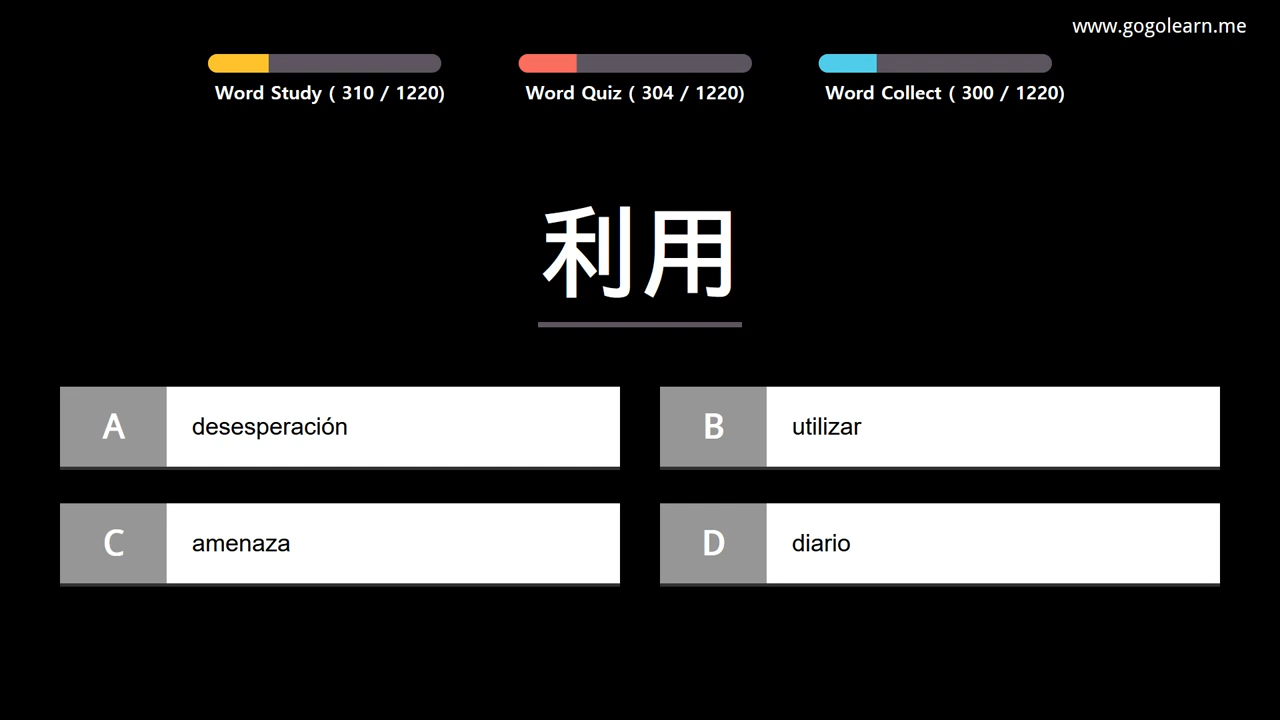 www.gogolearn.me
Word Study ( 310 / 1220)
Word Quiz ( 304 / 1220)
Word Collect ( 300 / 1220)
利用
A desesperación
B utilizar
C amenaza
D diario